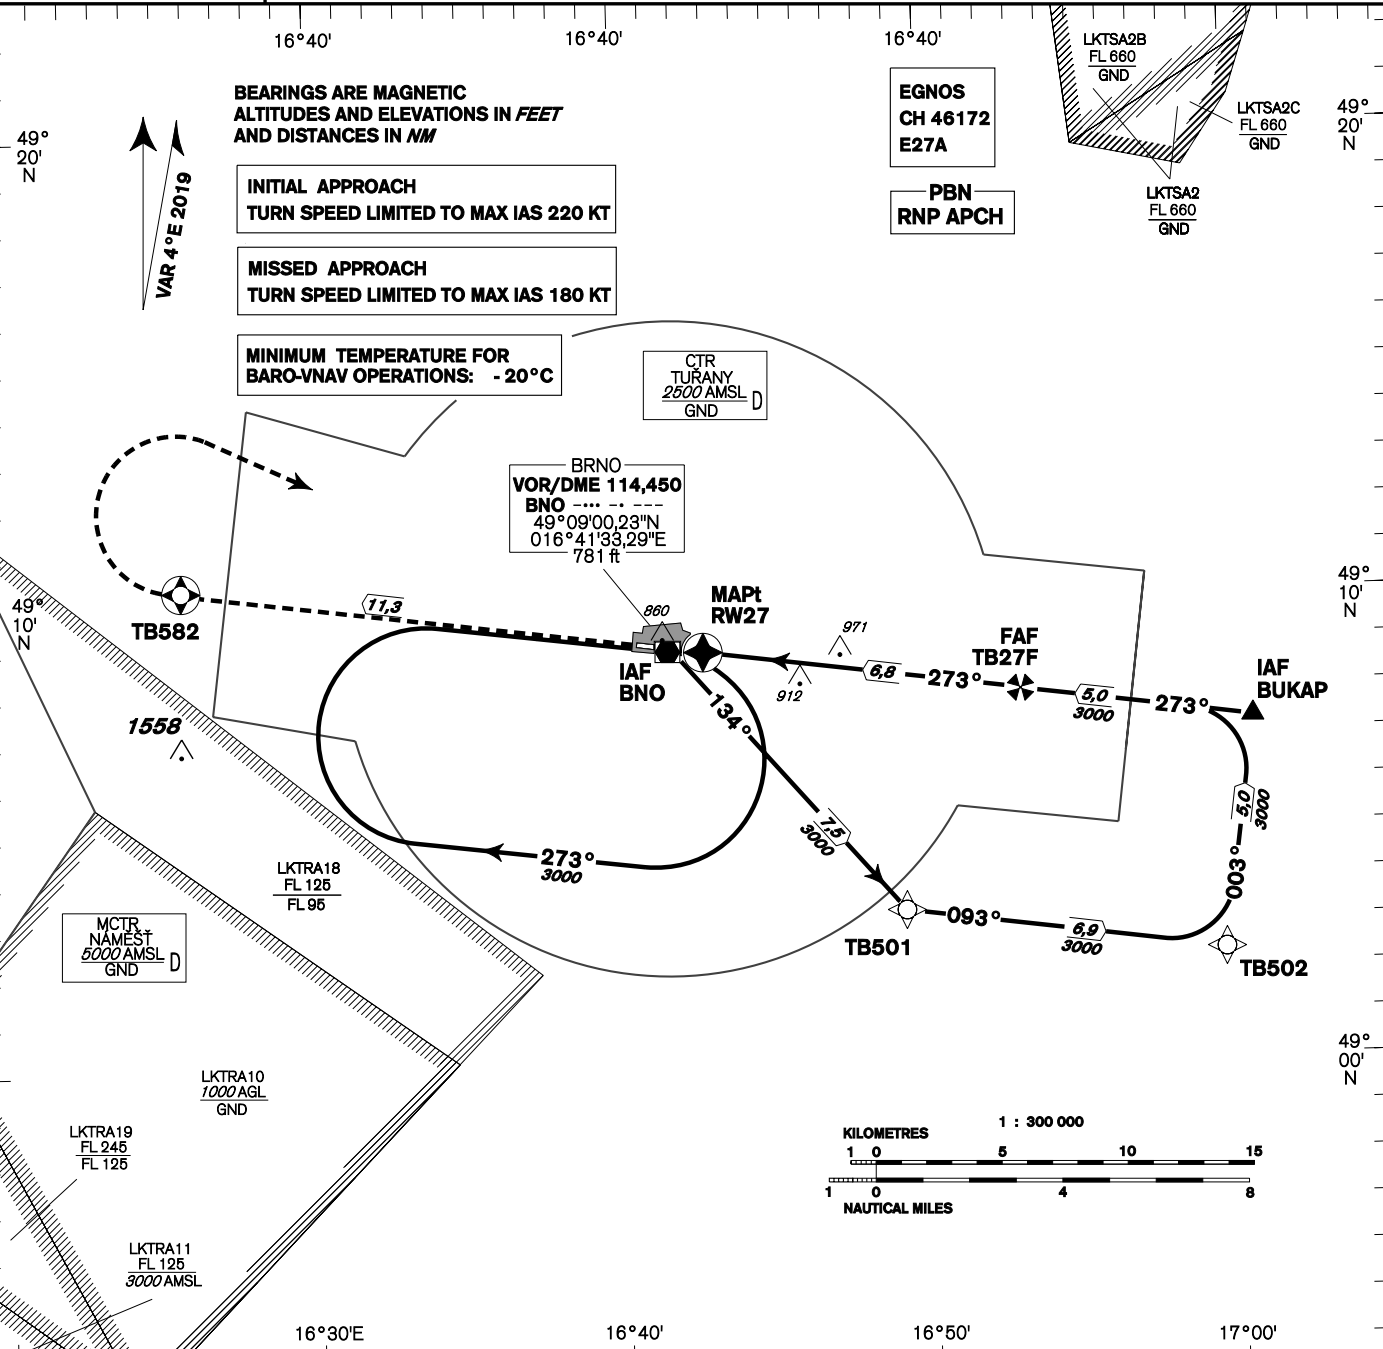 16°40'
16°40'
16°40'
BEARINGS ARE MAGNETIC
ALTITUDES AND ELEVATIONS IN FEET
AND DISTANCES IN NM
INITIAL APPROACH
TURN SPEED LIMITED TO MAX IAS 220 KT
MISSED APPROACH
TURN SPEED LIMITED TO MAX IAS 180 KT
MINIMUM TEMPERATURE FOR
BARO-VNAV OPERATIONS: - 20°C
VAR 4°E 2019
49°
20'
N
EGNOS
CH 46172
E27A
PBN
RNP APCH
LKTSA2B
FL 660
GND
LKTSA2C
FL 660
GND
LKTSA2
FL 660
GND
49°
20'
N
CTR
TUŘANY
2500 AMSL
GND
D
BRNO
VOR/DME 114,450
BNO -··· -· ---
49°09'00,23"N
016°41'33,29"E
781 ft
49°
10'
N
TB582
11,3
860
MAPt
RW27
IAF
BNO
971
912
6,8
273°
FAF
TB27F
5,0
3000
273°
IAF
BUKAP
49°
10'
N
134°
1558
7,5
3000
5,0
3000
003°
273°
3000
TB501
093°
6,9
3000
TB502
LKTRA18
FL 125
FL 95
MCTR
NÁMĚŠŤ
5000 AMSL
GND
D
LKTRA10
1000 AGL
GND
LKTRA19
FL 245
FL 125
LKTRA11
FL 125
3000 AMSL
49°
00'
N
1 : 300 000
KILOMETRES
1 0 5 10 15
1 0 4 8
NAUTICAL MILES
16°30'E
16°40'
16°50'
17°00'